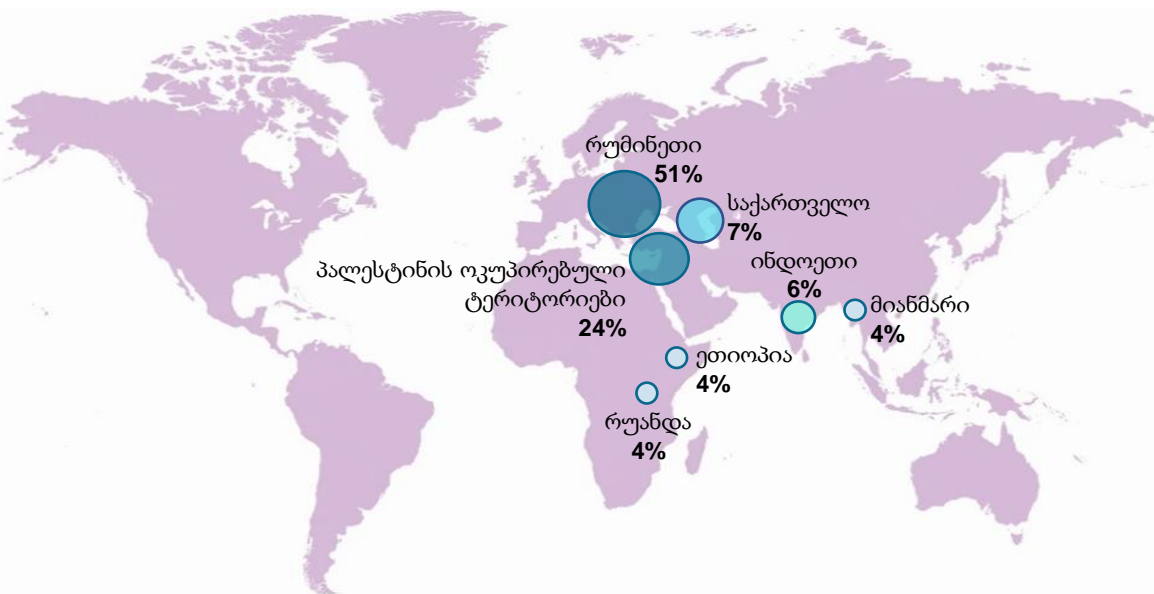 რუმინეთი
51%
საქართველო
7%
პალესტინის ოკუპირებული
ტერიტორიები
24%
ინდოეთი
6%
მიანმარი
4%
ეთიოპია
4%
რუანდა
4%